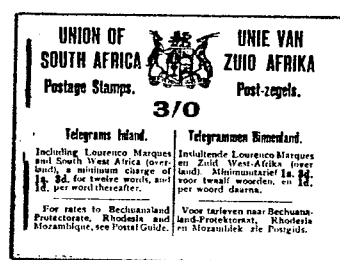 UNION OF
SOUTH AFRICA
Postage Stamps.
UNIE VAN
ZUID AFRIKA
Post-zegels.
3/0
Telegrams Inland.
Including Lourenco Marques
and South West Africa (over-
land), a minimum charge of
1s. 3d. for twelve words, and
1d. per word thereafter.
For rates to Bechuanaland
Protectorate, Rhodesia and
Mozambique, see Postal Guide.
Telegrammen Binnenland.
Insluitende Lourenco Marques
en Zuid West-Afrika (over
land). Minimumtarief 1s. 3d.
voor twaalf woorden, en 1d.
per woord daarna.
Voor tarieven naar Bechuana-
land-Protektoraat, Rhodesia
en Mozambiek zie Postgids.